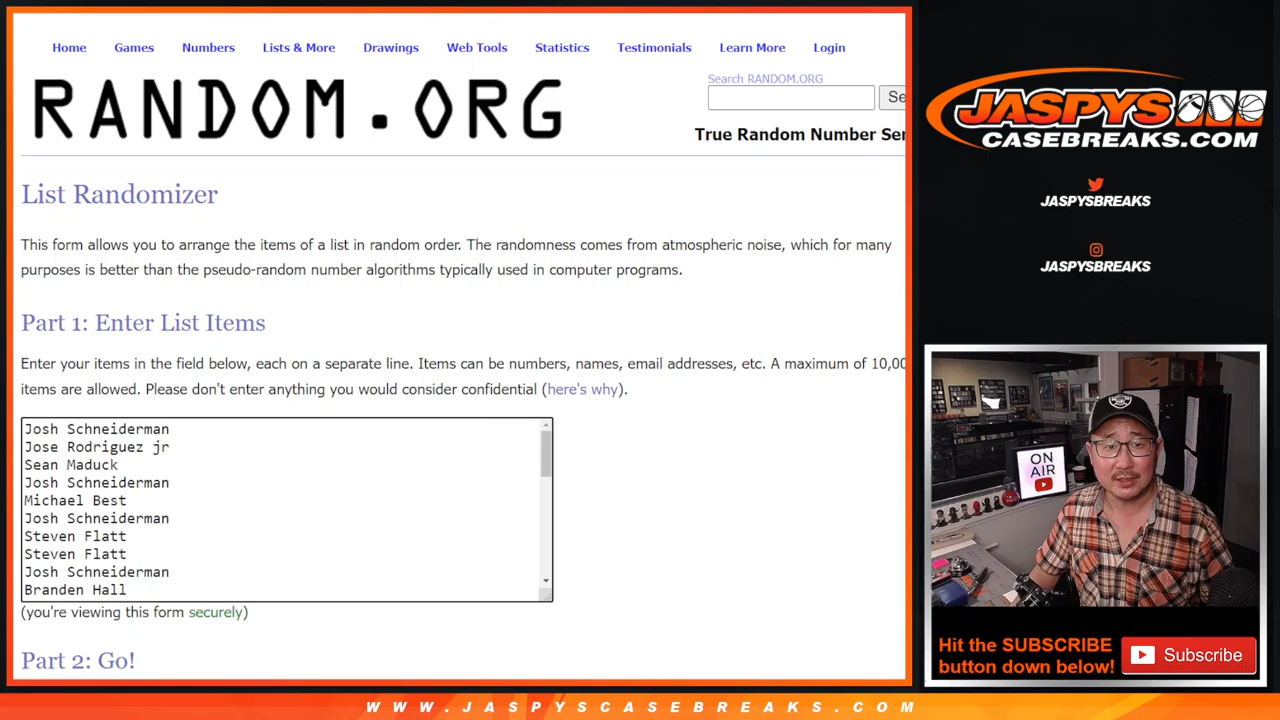 Home Games Numbers Lists & More Drawings Web Tools Statistics Testimonials Learn More Login
RANDOM.ORG
Search RANDOM.ORG
True Random Number
List Randomizer
This form allows you to arrange the items of a list in random order. The randomness comes from atmospheric noise, which for many
purposes is better than the pseudo-random number algorithms typically used in computer programs.
Part 1: Enter List Items
Enter your items in the field below, each on a separate line. Items can be numbers, names, email addresses, etc. A maximum of 10,00
items are allowed. Please don't enter anything you would consider confidential (here's why).
Josh Schneiderman
Jose Rodriguez jr
Sean Maduck
Josh Schneiderman
Michael Best
Josh Schneiderman
Steven Flatt
Steven Flatt
Josh Schneiderman
Branden Hall
(you're viewing this form securely)
Part 2: Go!
JASPYS
CASEBREAKS.COM
JASPYSBREAKS
JASPYSBREAKS
ON
AIR
Hit the SUBSCRIBE
button down below!
Subscribe
WWW.JASPYSCASEBREAKS.COM